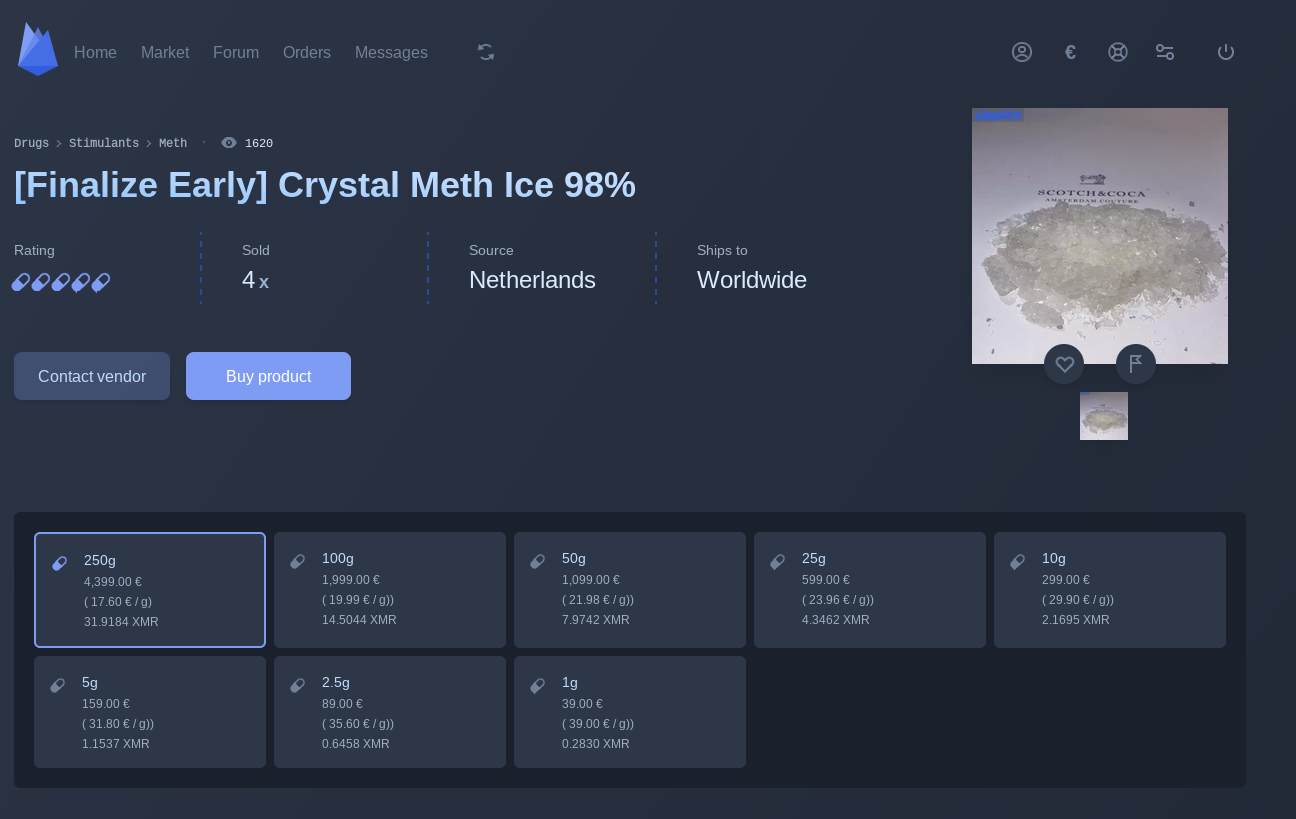 Home Market Forum Orders Messages €
Drugs > Stimulants > Meth · 1620
[Finalize Early] Crystal Meth Ice 98%
Rating
Sold
4 x
Source
Netherlands
Ships to
Worldwide
Contact vendor
Buy product
SCOTCH&COCA
AMSTERDAM COUTURE
250g
4,399.00 €
( 17.60 € / g)
31.9184 XMR
100g
1,999.00 €
( 19.99 € / g))
14.5044 XMR
50g
1,099.00 €
( 21.98 € / g))
7.9742 XMR
25g
599.00 €
( 23.96 € / g))
4.3462 XMR
10g
299.00 €
( 29.90 € / g))
2.1695 XMR
5g
159.00 €
( 31.80 € / g))
1.1537 XMR
2.5g
89.00 €
( 35.60 € / g))
0.6458 XMR
1g
39.00 €
( 39.00 € / g))
0.2830 XMR